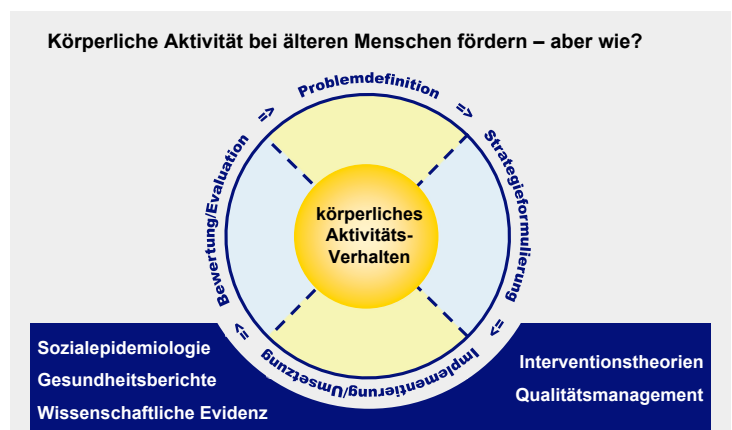 Körperliche Aktivität bei älteren Menschen fördern – aber wie?
Problemdefinition
=>
Strategieformulierung
=>
Implementierung/Umsetzung
=>
Bewertung/Evaluation
=>
körperliches
Aktivitäts-
Verhalten
Sozialepidemiologie
Gesundheitsberichte
Wissenschaftliche Evidenz
Interventionstheorien
Qualitätsmanagement